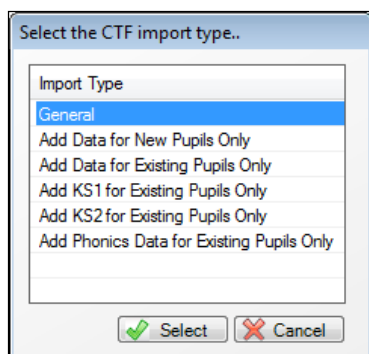 Select the CTF import type..
Import Type
General
Add Data for New Pupils Only
Add Data for Existing Pupils Only
Add KS1 for Existing Pupils Only
Add KS2 for Existing Pupils Only
Add Phonics Data for Existing Pupils Only
Select Cancel